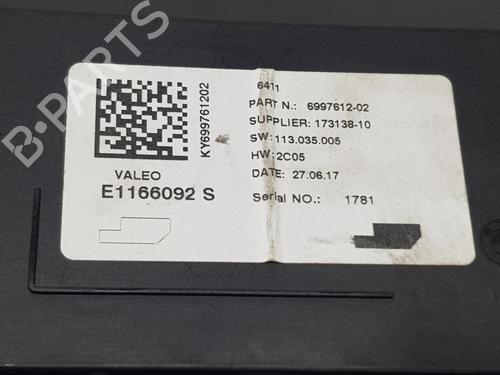 6411
PART N.: 6997612-02
SUPPLIER: 173138-10
SW: 113.035.005
HW: 2C05
DATE: 27.06.17
Serial NO.: 1781
KY699761202
VALEO
E1166092 S
B-PARTS